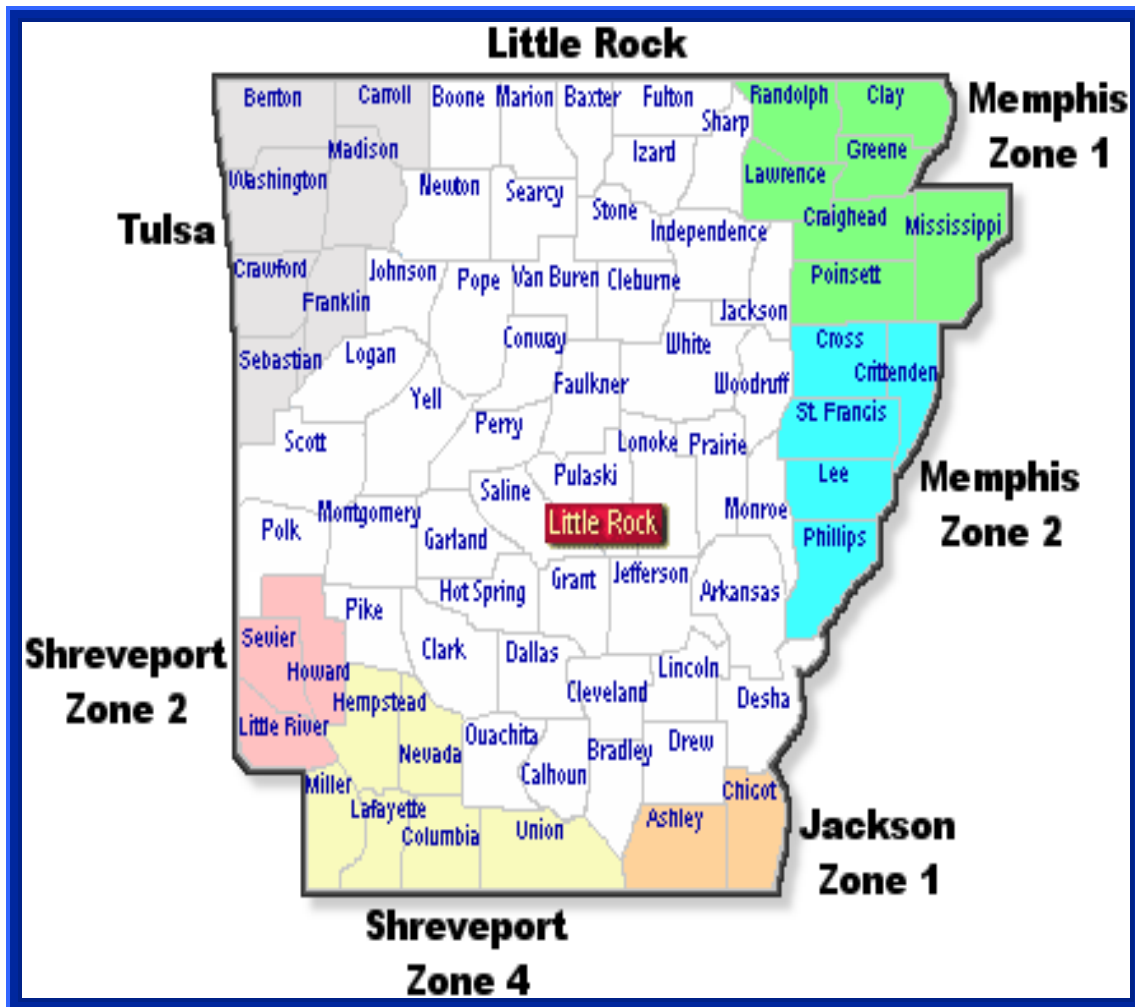 Little Rock
Benton
Carroll
Boone
Marion
Baxter
Fulton
Sharp
Randolph
Clay
Memphis
Zone 1
Madison
Izard
Greene
Washington
Newton
Searcy
Lawrence
Stone
Tulsa
Independence
Craighead
Mississippi
Crawford
Johnson
Pope
Van Buren
Cleburne
Poinsett
Franklin
Jackson
Sebastian
Logan
Conway
White
Cross
Crittenden
Yell
Faulkner
Woodruff
St. Francis
Scott
Perry
Lonoke
Prairie
Pulaski
Lee
Memphis
Zone 2
Saline
Polk
Montgomery
Garland
Little Rock
Monroe
Phillips
Hot Spring
Grant
Jefferson
Arkansas
Pike
Sevier
Clark
Dallas
Lincoln
Shreveport
Zone 2
Howard
Hempstead
Cleveland
Desha
Little River
Nevada
Ouachita
Bradley
Drew
Miller
Calhoun
Chicot
Lafayette
Columbia
Union
Ashley
Jackson
Zone 1
Shreveport
Zone 4